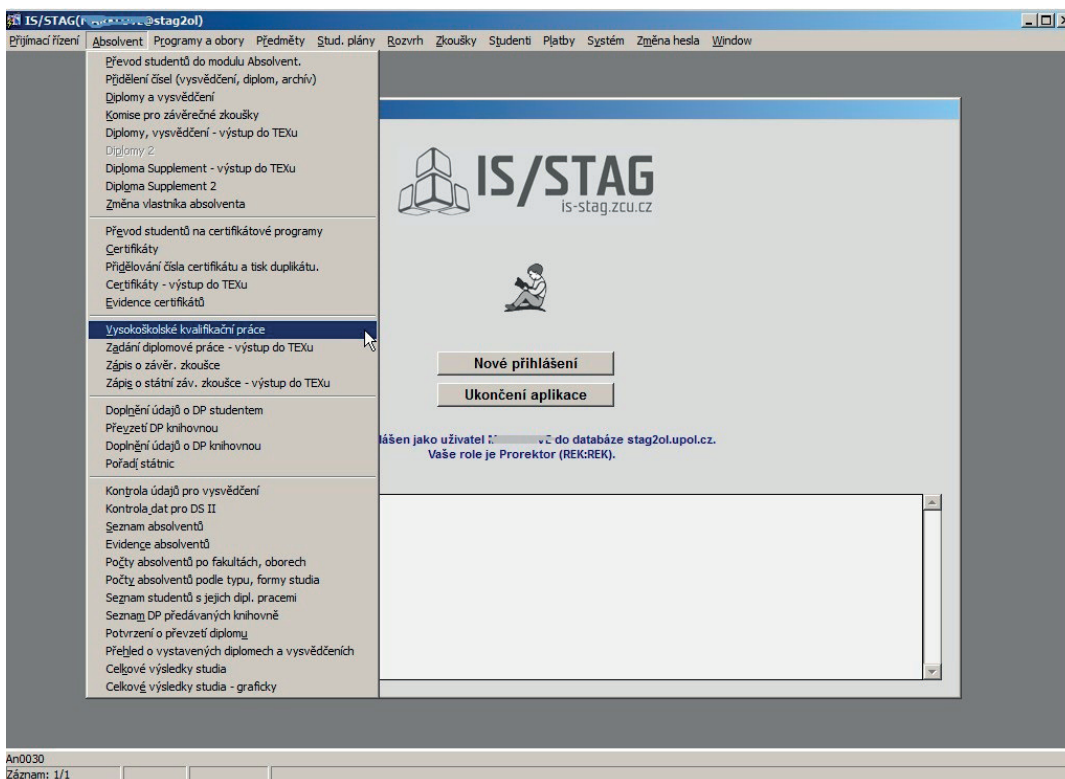 IS/STAG( @stag2ol)
Přijímací řízení Absolvent Programy a obory Předměty Stud. plány Rozvrh Zkoušky Studenti Platby Systém Změna hesla Window
Převod studentů do modulu Absolvent.
Přidělení čísel (vysvědčení, diplom, archív)
Diplomy a vysvědčení
Komise pro závěrečné zkoušky
Diplomy, vysvědčení - výstup do TEXu
Diplomy 2
Diploma Supplement - výstup do TEXu
Diploma Supplement 2
Změna vlastníka absolventa
Převod studentů na certifikátové programy
Certifikáty
Přidělování čísla certifikátu a tisk duplikátu.
Certifikáty - výstup do TEXu
Evidence certifikátů
Vysokoškolské kvalifikační práce
Zadání diplomové práce - výstup do TEXu
Zápis o závěr. zkoušce
Zápis o státní záv. zkoušce - výstup do TEXu
Doplnění údajů o DP studentem
Převzetí DP knihovnou
Doplnění údajů o DP knihovnou
Pořadí státnic
Kontrola údajů pro vysvědčení
Kontrola dat pro DS II
Seznam absolventů
Evidence absolventů
Počty absolventů po fakultách, oborech
Počty absolventů podle typu, formy studia
Seznam studentů s jejich dipl. pracemi
Seznam DP předávaných knihovně
Potvrzení o převzetí diplomu
Přehled o vystavených diplomech a vysvědčeních
Celkové výsledky studia
Celkové výsledky studia - graficky
IS/STAG
is-stag.zcu.cz
Nové přihlášení
Ukončení aplikace
lášen jako uživatel do databáze stag2ol.upol.cz.
Vaše role je Prorektor (REK:REK).
An0030
Záznam: 1/1